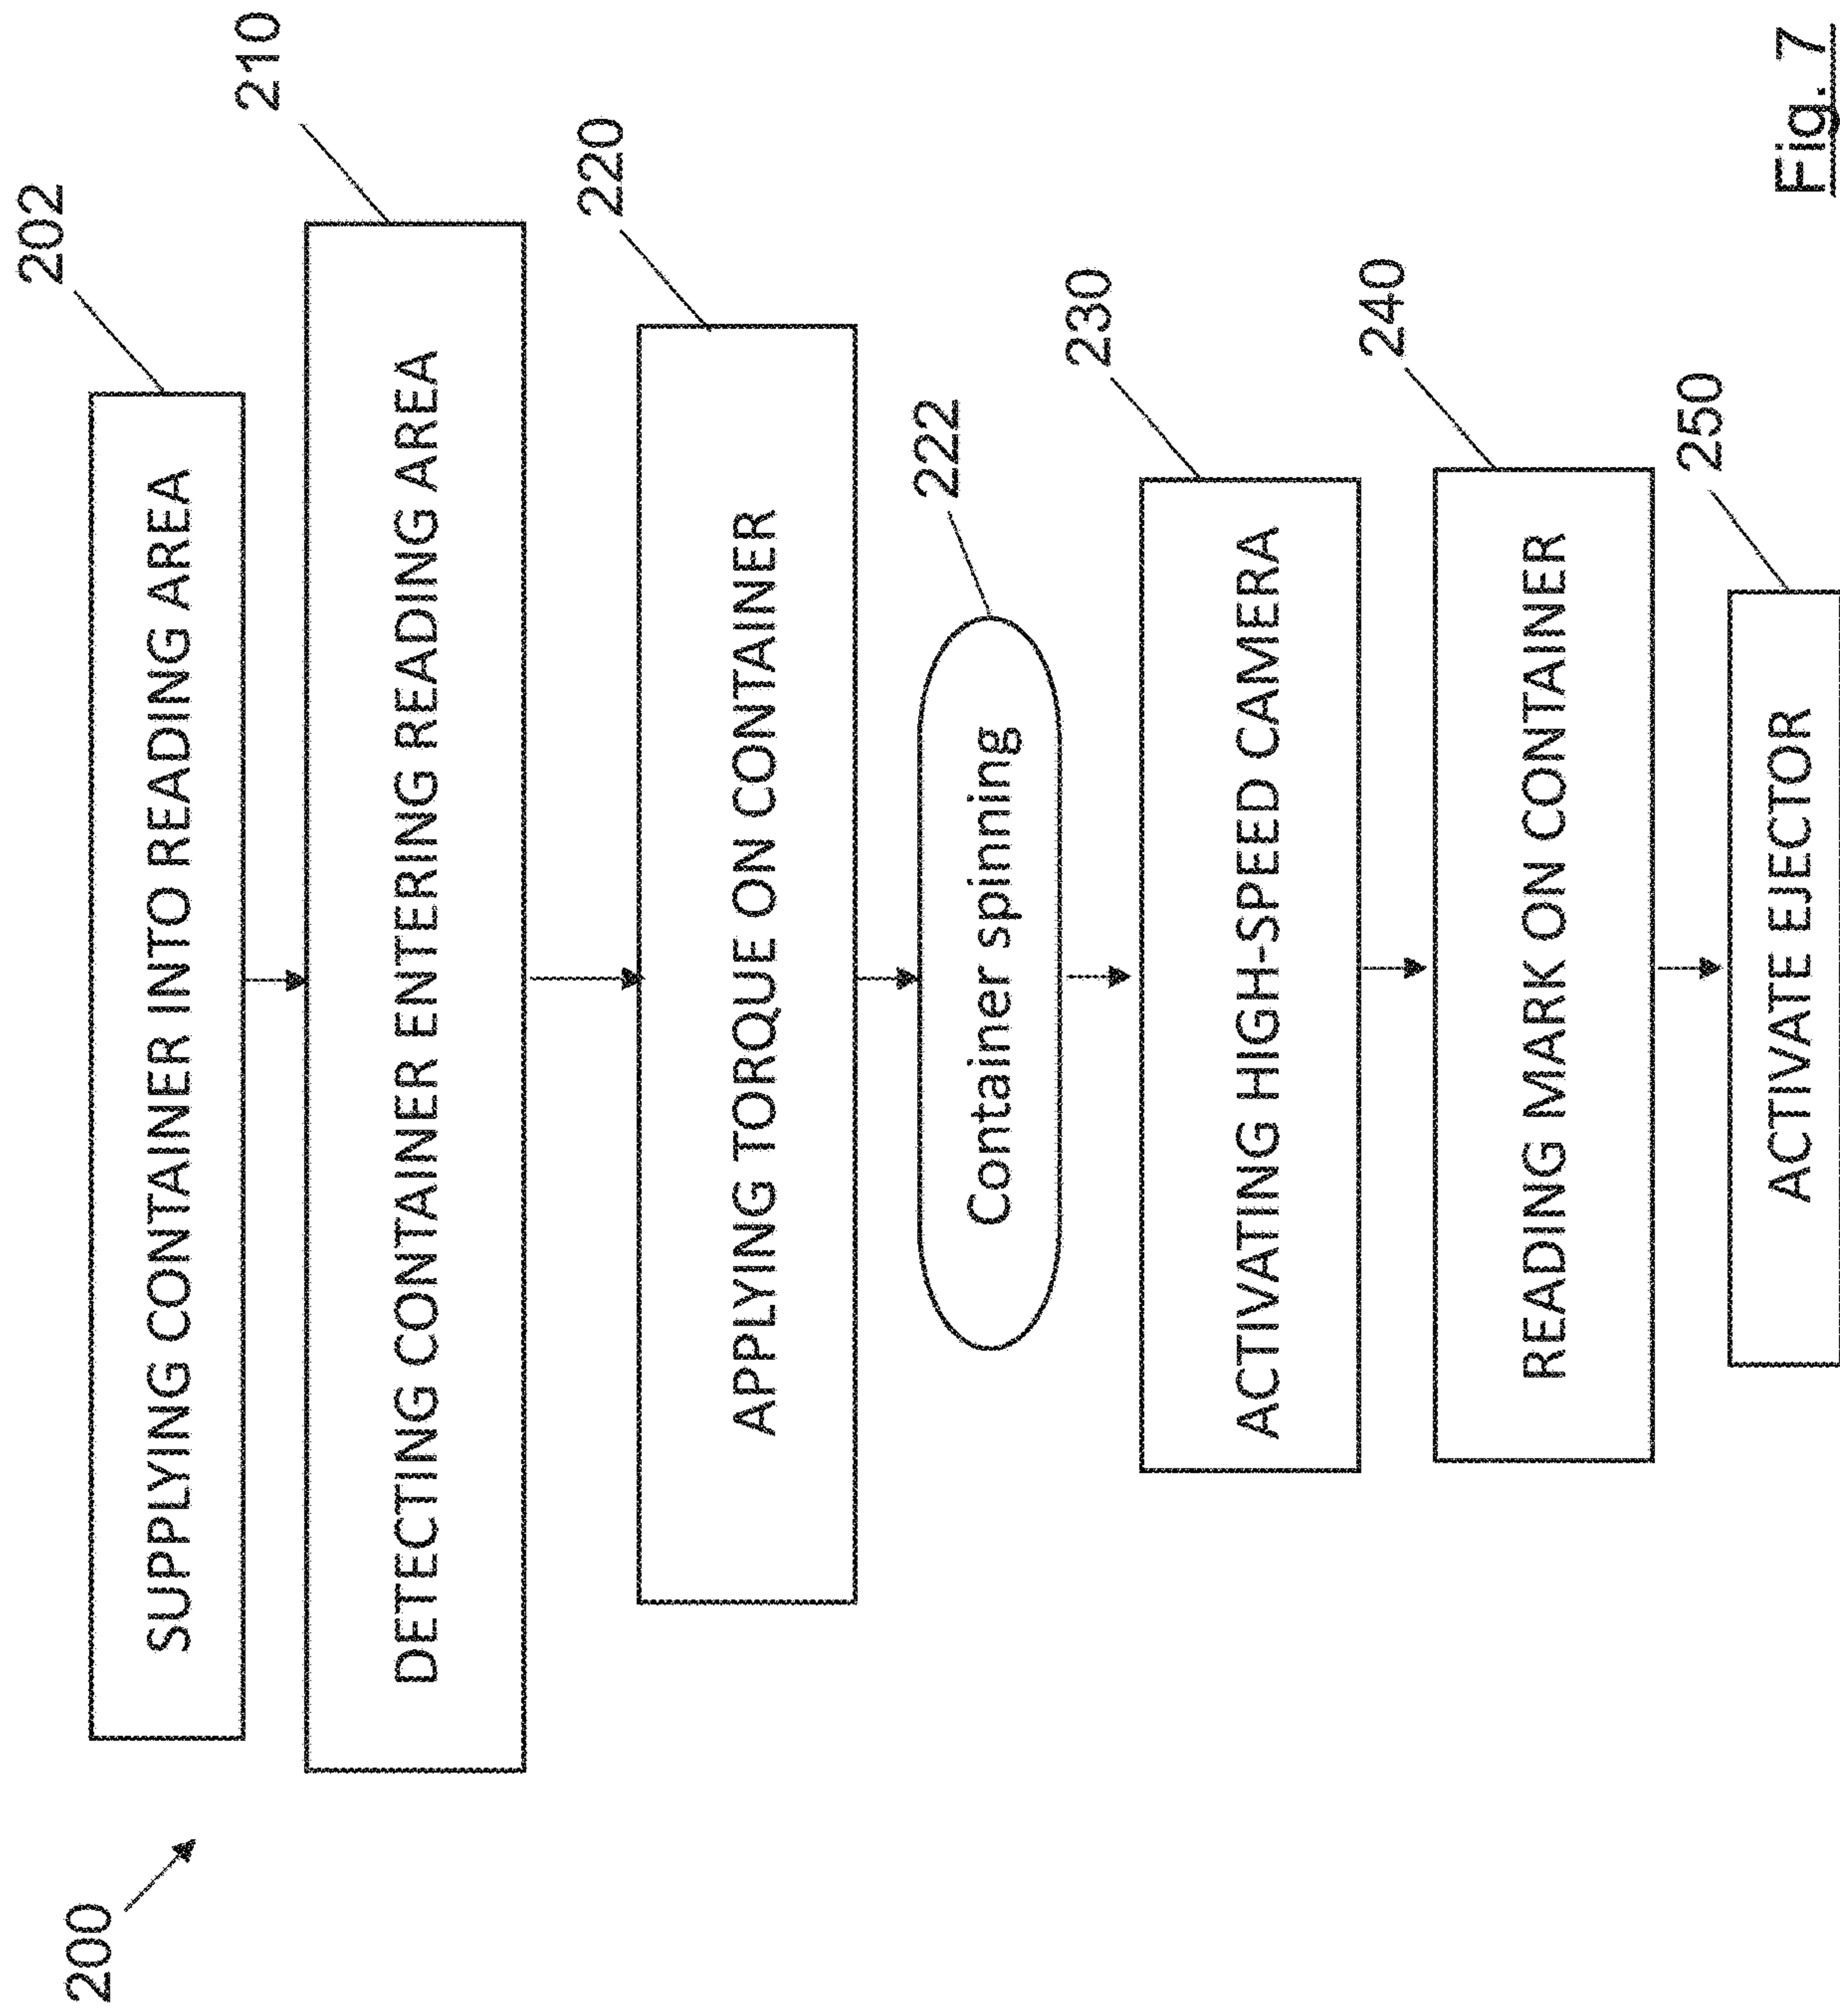 200
202
SUPPLYING CONTAINER INTO READING AREA
210
DETECTING CONTAINER ENTERING READING AREA
220
APPLYING TORQUE ON CONTAINER
222
Container spinning
230
ACTIVATING HIGH-SPEED CAMERA
240
READING MARK ON CONTAINER
250
ACTIVATE EJECTOR
Fig. 7